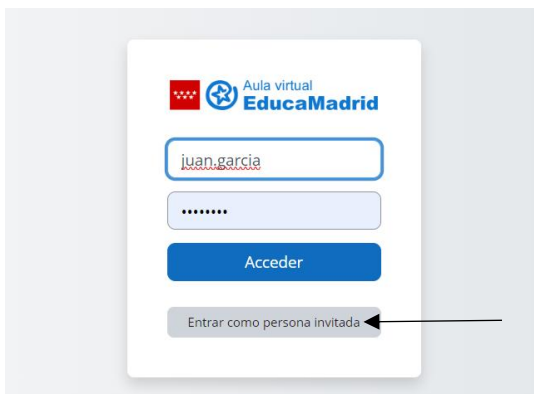 Aula virtual
EducaMadrid
juan.garcia
••••••••
Acceder
Entrar como persona invitada